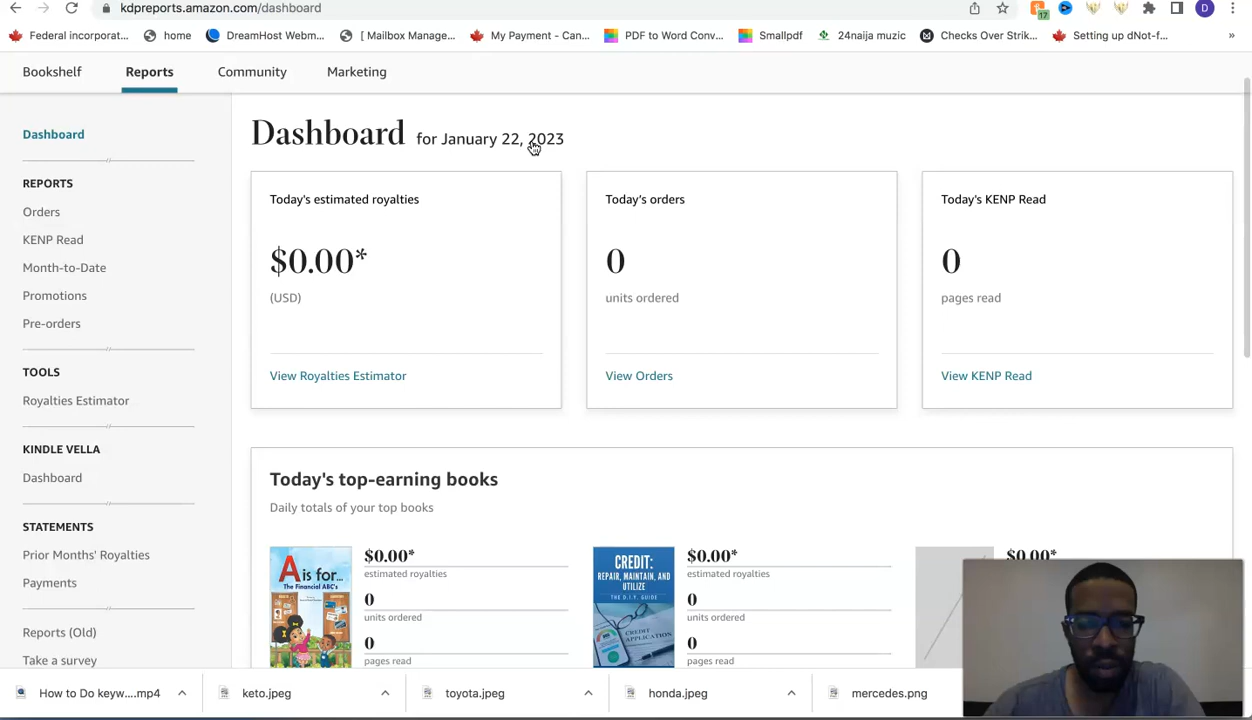 kdpreports.amazon.com/dashboard
17
D
Federal incorporat...
home
DreamHost Webm...
[ Mailbox Manage...
My Payment - Can...
PDF to Word Conv...
Smallpdf
24naija muzic
Checks Over Strik...
Setting up dNot-f...
»
Bookshelf
Reports
Community
Marketing
Dashboard
REPORTS
Orders
KENP Read
Month-to-Date
Promotions
Pre-orders
TOOLS
Royalties Estimator
KINDLE VELLA
Dashboard
STATEMENTS
Prior Months' Royalties
Payments
Reports (Old)
Take a survey
Dashboard for January 22, 2023
Today's estimated royalties
$0.00*
(USD)
View Royalties Estimator
Today's orders
0
units ordered
View Orders
Today's KENP Read
0
pages read
View KENP Read
Today's top-earning books
Daily totals of your top books
A is for...
The Financial ABC's
$0.00*
estimated royalties
0
units ordered
0
pages read
CREDIT:
REPAIR, MAINTAIN, AND
UTILIZE
THE D.I.Y. GUIDE
CREDIT
APPLICATION
$0.00*
estimated royalties
0
units ordered
0
pages read
$0.00*
How to Do keyw....mp4
keto.jpeg
toyota.jpeg
honda.jpeg
mercedes.png